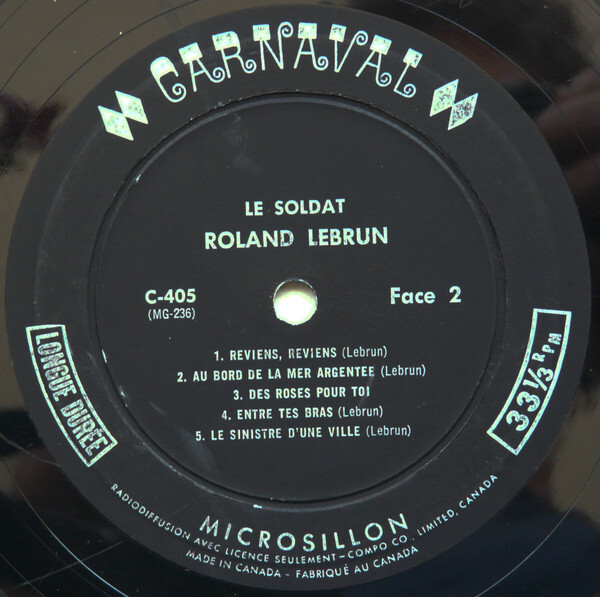 CARNAVAL
LE SOLDAT
ROLAND LEBRUN
C-405
(MG-236)
Face 2
1. REVIENS, REVIENS (Lebrun)
2. AU BORD DE LA MER ARGENTEE (Lebrun)
3. DES ROSES POUR TOI
4. ENTRE TES BRAS (Lebrun)
5. LE SINISTRE D'UNE VILLE (Lebrun)
LONGUE DURÉE
33 1/3 RPM
MICROSILLON
RADIODIFFUSION AVEC LICENCE SEULEMENT-COMPO CO., LIMITED, CANADA
MADE IN CANADA - FABRIQUÉ AU CANADA